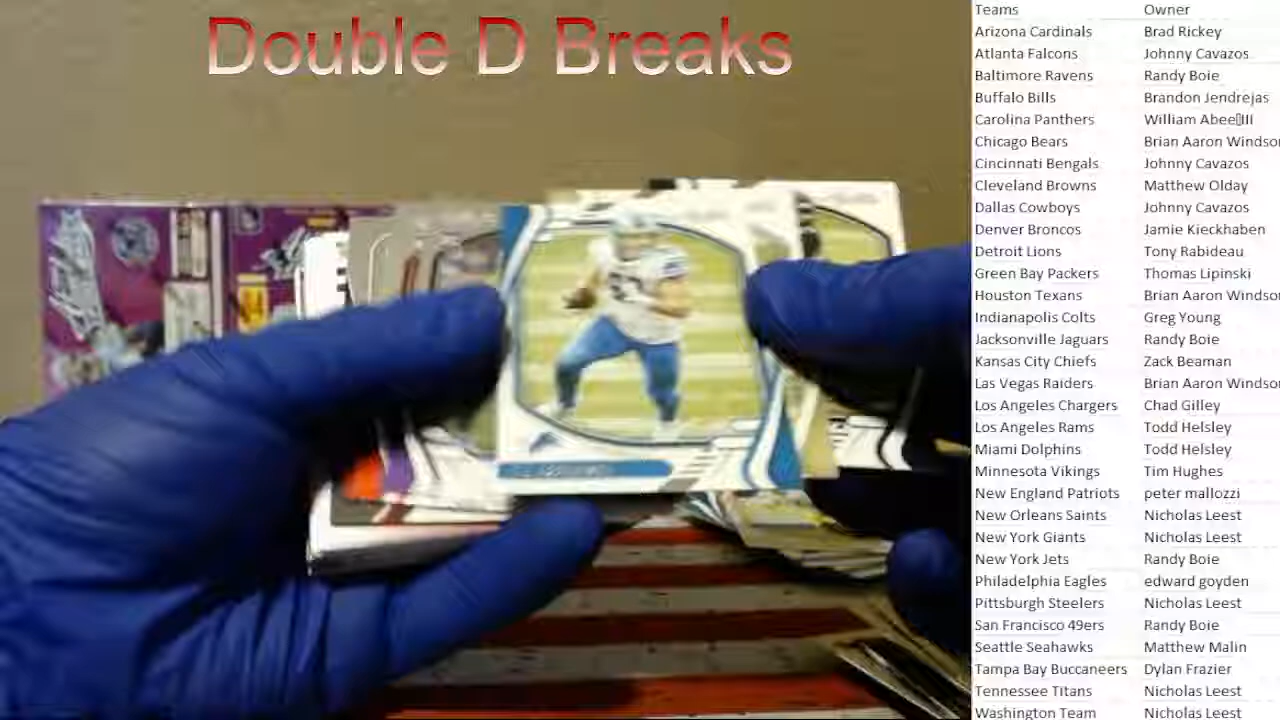 Double D Breaks
Teams Owner
Arizona Cardinals Brad Rickey
Atlanta Falcons Johnny Cavazos
Baltimore Ravens Randy Boie
Buffalo Bills Brandon Jendrejas
Carolina Panthers William Abee▯III
Chicago Bears Brian Aaron Windsor
Cincinnati Bengals Johnny Cavazos
Cleveland Browns Matthew Olday
Dallas Cowboys Johnny Cavazos
Denver Broncos Jamie Kieckhaben
Detroit Lions Tony Rabideau
Green Bay Packers Thomas Lipinski
Houston Texans Brian Aaron Windsor
Indianapolis Colts Greg Young
Jacksonville Jaguars Randy Boie
Kansas City Chiefs Zack Beaman
Las Vegas Raiders Brian Aaron Windsor
Los Angeles Chargers Chad Gilley
Los Angeles Rams Todd Helsley
Miami Dolphins Todd Helsley
Minnesota Vikings Tim Hughes
New England Patriots peter mallozzi
New Orleans Saints Nicholas Leest
New York Giants Nicholas Leest
New York Jets Randy Boie
Philadelphia Eagles edward goyden
Pittsburgh Steelers Nicholas Leest
San Francisco 49ers Randy Boie
Seattle Seahawks Matthew Malin
Tampa Bay Buccaneers Dylan Frazier
Tennessee Titans Nicholas Leest
Washington Team Nicholas Leest